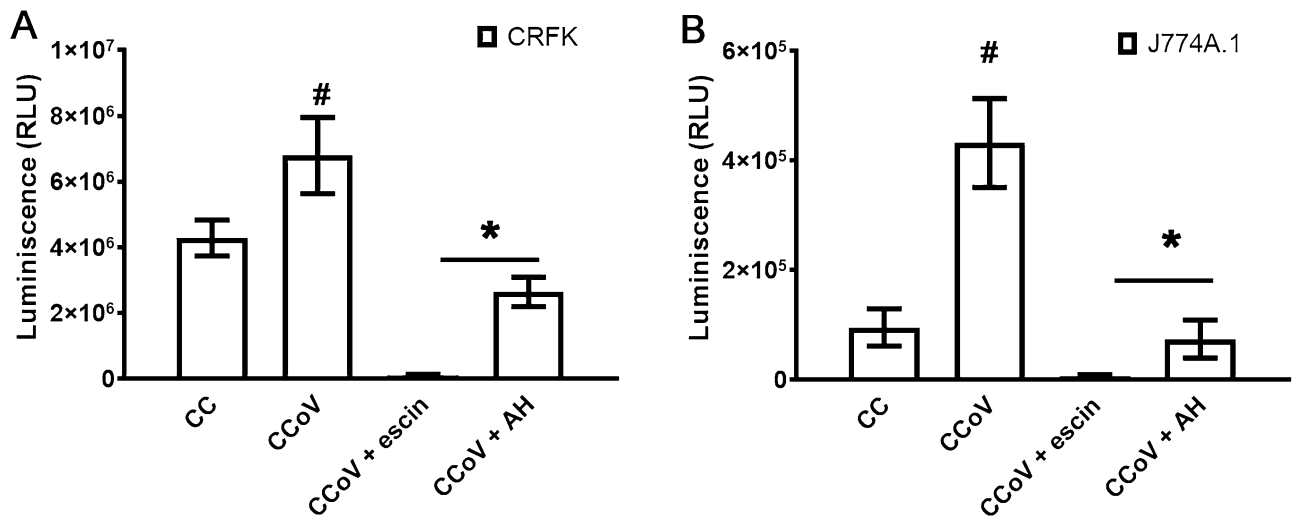 A
CRFK
Luminiscence (RLU)
1×10⁷
8×10⁶
6×10⁶
4×10⁶
2×10⁶
0
#
*
CC
CCoV
CCoV + escin
CCoV + AH
B
J774A.1
Luminiscence (RLU)
6×10⁵
4×10⁵
2×10⁵
0
#
*
CC
CCoV
CCoV + escin
CCoV + AH